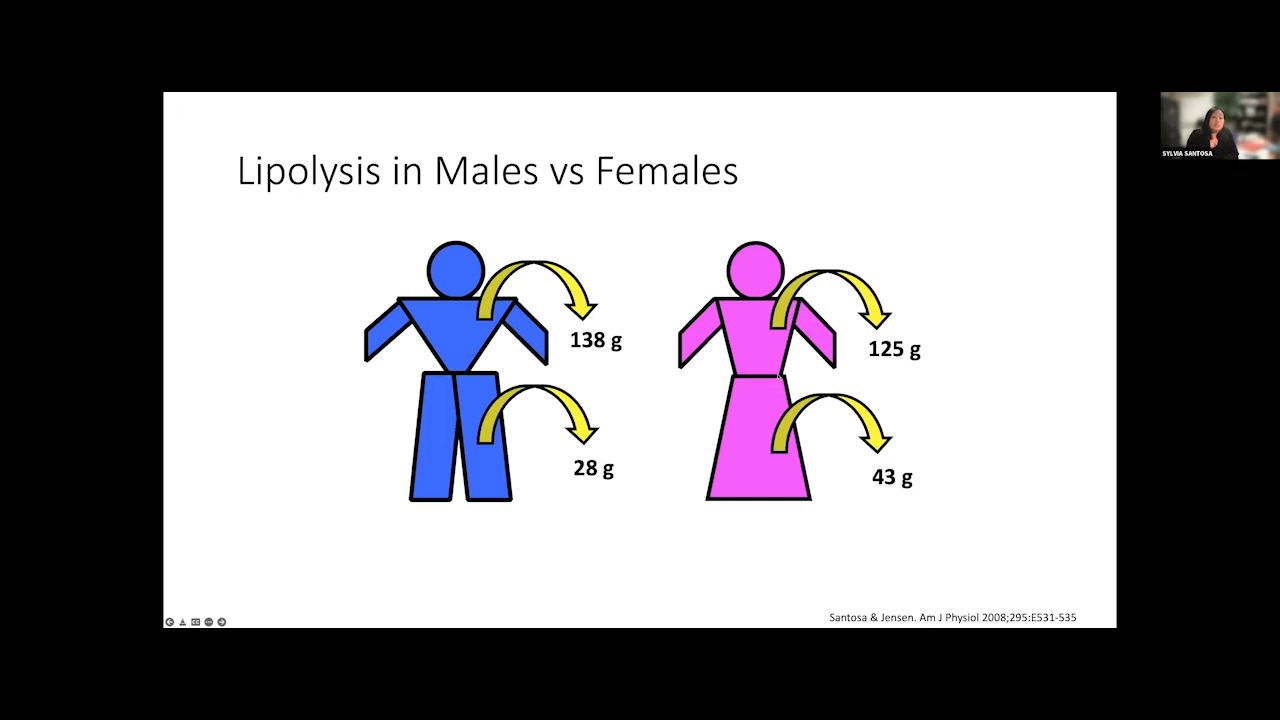 Lipolysis in Males vs Females
138 g
125 g
28 g
43 g
Santosa & Jensen. Am J Physiol 2008;295:E531-535
SYLVIA SANTOSA